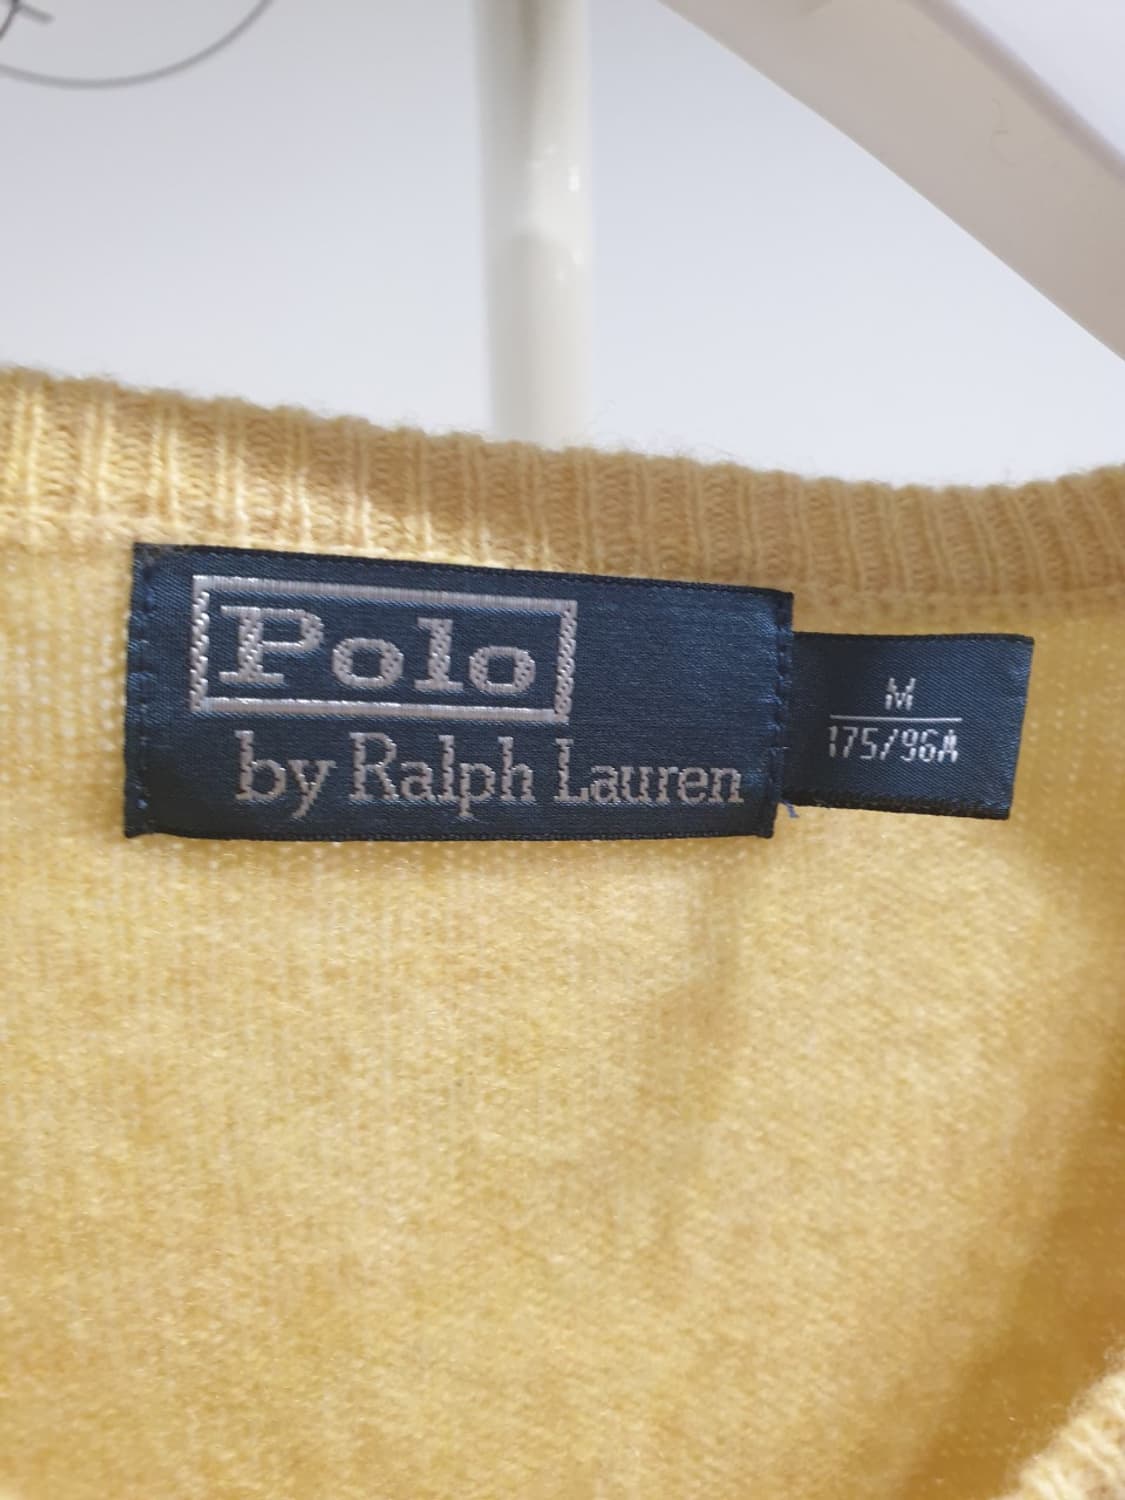 Polo
by Ralph Lauren
M
175/96A